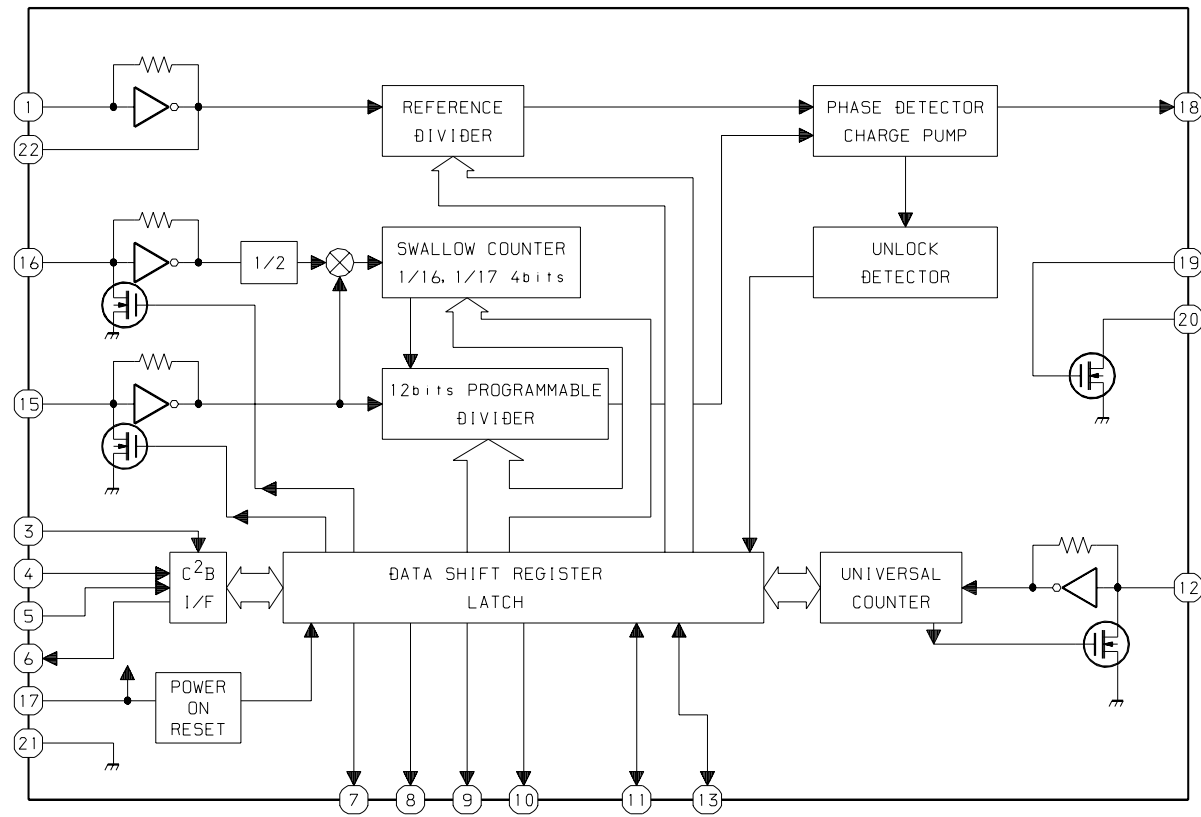 1
REFERENCE
DIVIDER
PHASE DETECTOR
CHARGE PUMP
18
22
16
1/2
SWALLOW COUNTER
1/16, 1/17 4bits
UNLOCK
DETECTOR
19
20
15
12bits PROGRAMMABLE
DIVIDER
3
4
5
6
C²B
I/F
DATA SHIFT REGISTER
LATCH
UNIVERSAL
COUNTER
12
17
POWER
ON
RESET
21
7
8
9
10
11
13